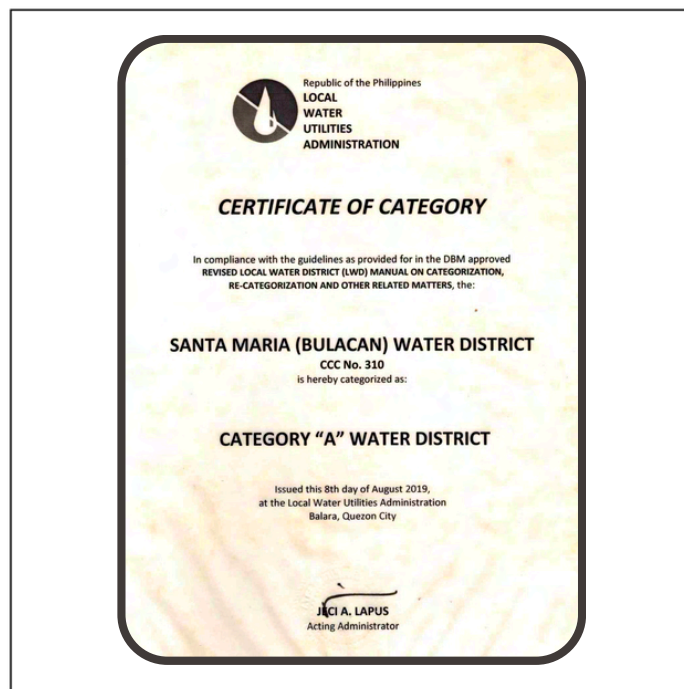 Republic of the Philippines
LOCAL
WATER
UTILITIES
ADMINISTRATION
CERTIFICATE OF CATEGORY
In compliance with the guidelines as provided for in the DBM approved
REVISED LOCAL WATER DISTRICT (LWD) MANUAL ON CATEGORIZATION,
RE-CATEGORIZATION AND OTHER RELATED MATTERS, the:
SANTA MARIA (BULACAN) WATER DISTRICT
CCC No. 310
is hereby categorized as:
CATEGORY “A” WATER DISTRICT
Issued this 8th day of August 2019,
at the Local Water Utilities Administration
Balara, Quezon City
JECI A. LAPUS
Acting Administrator